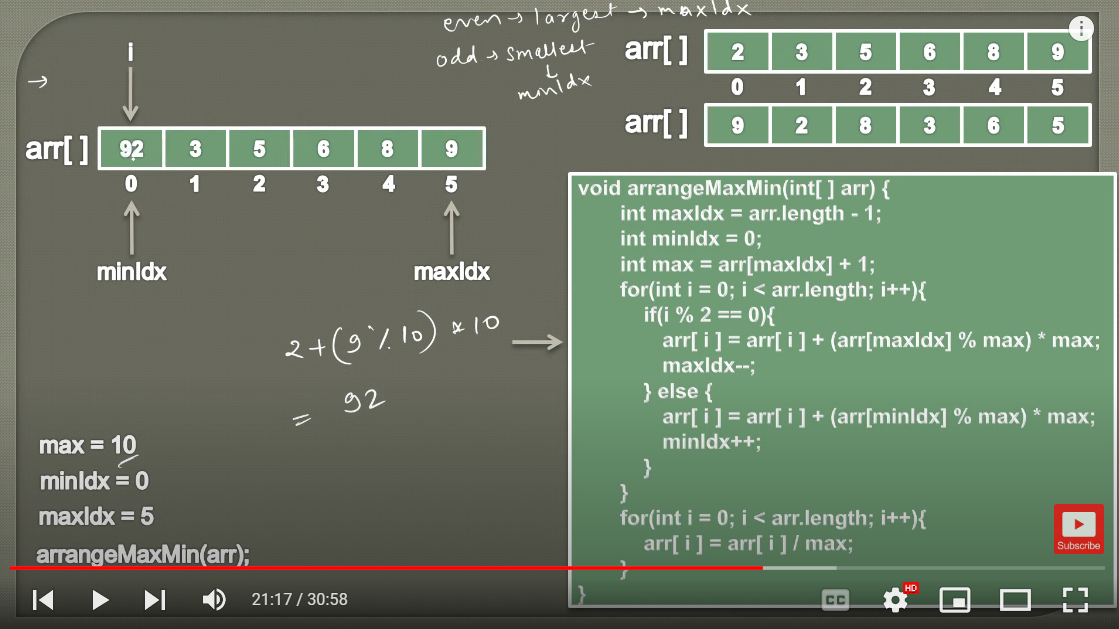 even → largest → maxIdx
odd → smallest
↓
minIdx
i
→
arr[ ] 2 3 5 6 8 9
0 1 2 3 4 5
arr[ ] 9 2 8 3 6 5
arr[ ] 92 3 5 6 8 9
0 1 2 3 4 5
minIdx maxIdx
2+(9%10)*10
= 92
max = 10
minIdx = 0
maxIdx = 5
arrangeMaxMin(arr);
void arrangeMaxMin(int[ ] arr) {
int maxIdx = arr.length - 1;
int minIdx = 0;
int max = arr[maxIdx] + 1;
for(int i = 0; i < arr.length; i++){
if(i % 2 == 0){
arr[ i ] = arr[ i ] + (arr[maxIdx] % max) * max;
maxIdx--;
} else {
arr[ i ] = arr[ i ] + (arr[minIdx] % max) * max;
minIdx++;
}
}
for(int i = 0; i < arr.length; i++){
arr[ i ] = arr[ i ] / max;
}
}
Subscribe
21:17 / 30:58
CC
HD